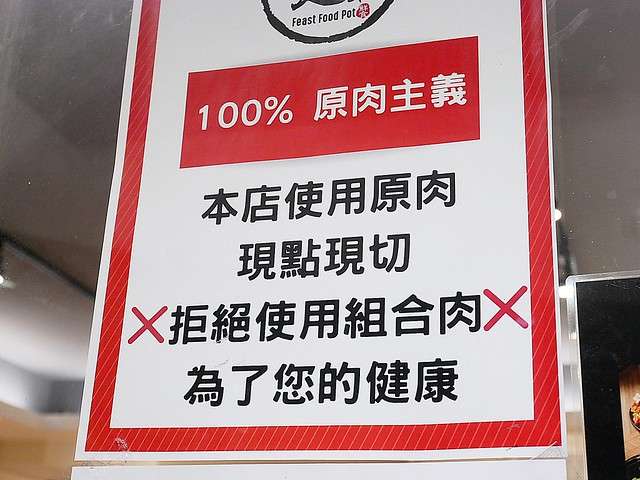 Feast Food Pot
100% 原肉主義
本店使用原肉
現點現切
❌拒絕使用組合肉❌
為了您的健康